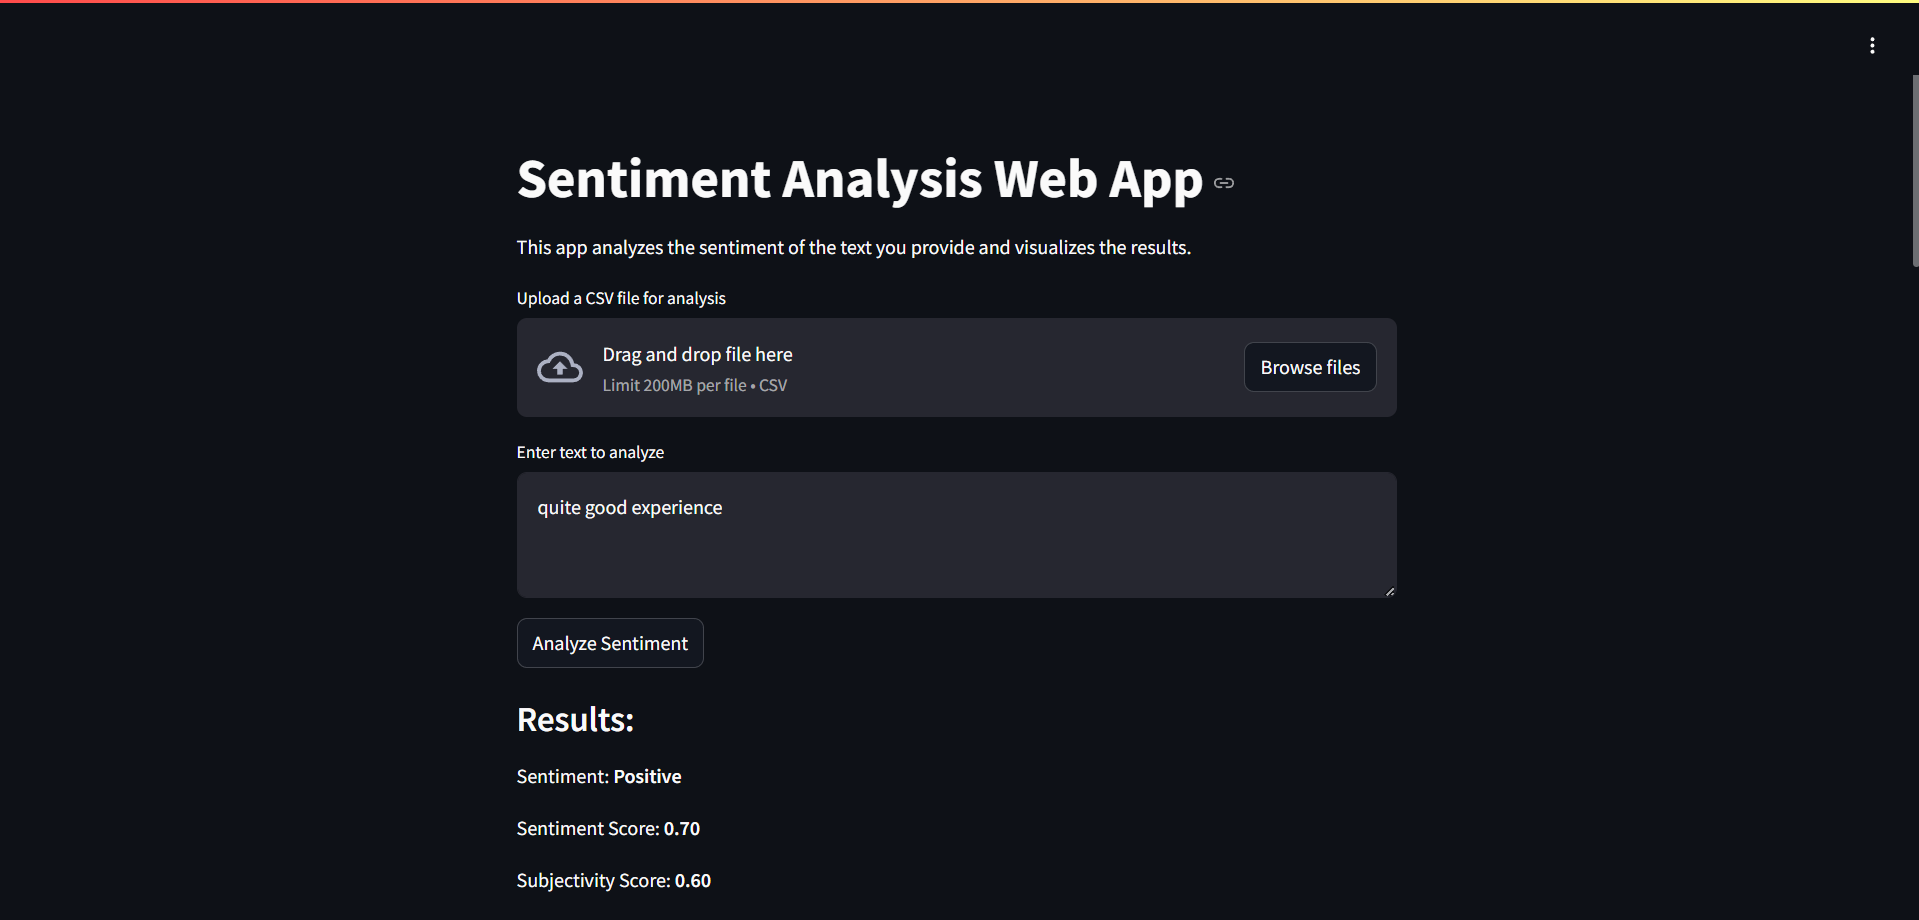 Sentiment Analysis Web App
This app analyzes the sentiment of the text you provide and visualizes the results.
Upload a CSV file for analysis
Drag and drop file here
Limit 200MB per file • CSV
Browse files
Enter text to analyze
quite good experience
Analyze Sentiment
Results:
Sentiment: Positive
Sentiment Score: 0.70
Subjectivity Score: 0.60